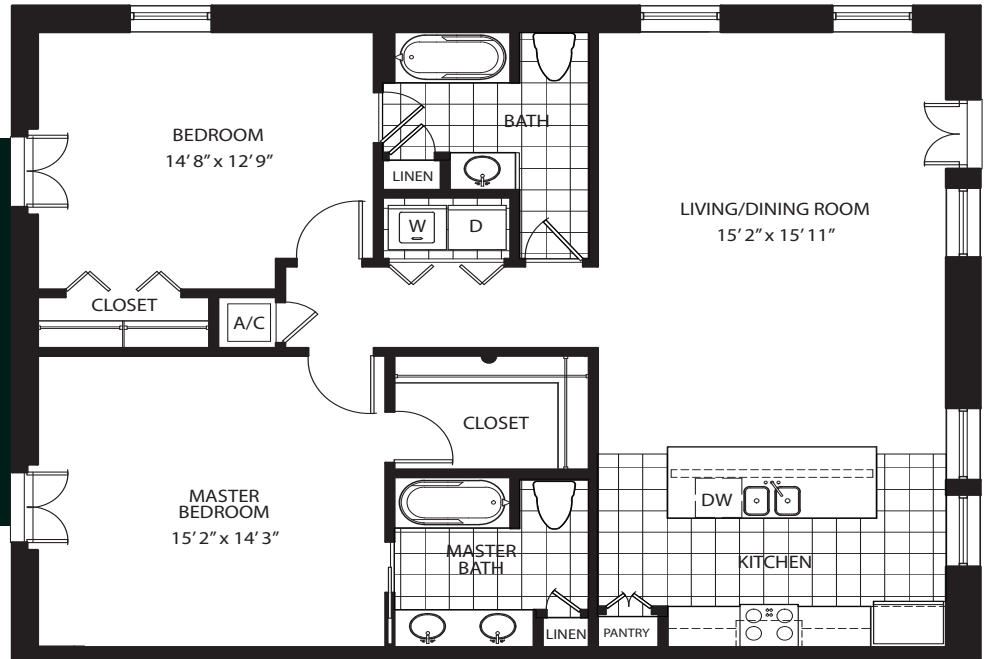 BEDROOM
14’ 8” x 12’ 9”
BATH
LINEN
W
D
LIVING/DINING ROOM
15’ 2” x 15’ 11”
CLOSET
A/C
CLOSET
MASTER
BEDROOM
15’ 2” x 14’ 3”
DW
MASTER
BATH
KITCHEN
LINEN
PANTRY